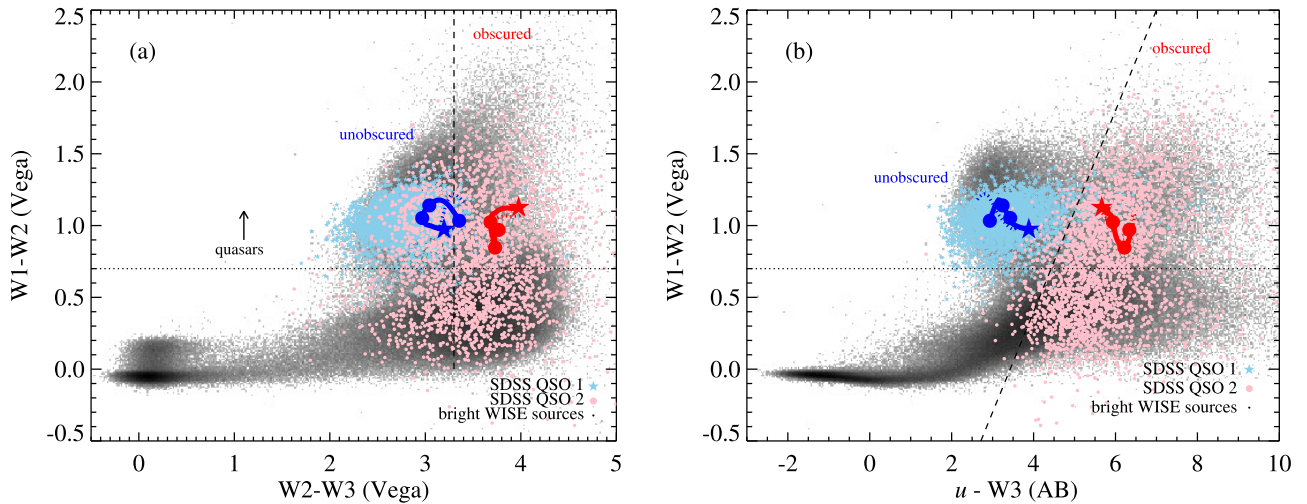 (a)
obscured
unobscured
quasars
SDSS QSO 1
SDSS QSO 2
bright WISE sources
2.5
2.0
1.5
1.0
0.5
0.0
-0.5
W1-W2 (Vega)
0 1 2 3 4 5
W2-W3 (Vega)
(b)
obscured
unobscured
SDSS QSO 1
SDSS QSO 2
bright WISE sources
2.5
2.0
1.5
1.0
0.5
0.0
-0.5
W1-W2 (Vega)
-2 0 2 4 6 8 10
u - W3 (AB)